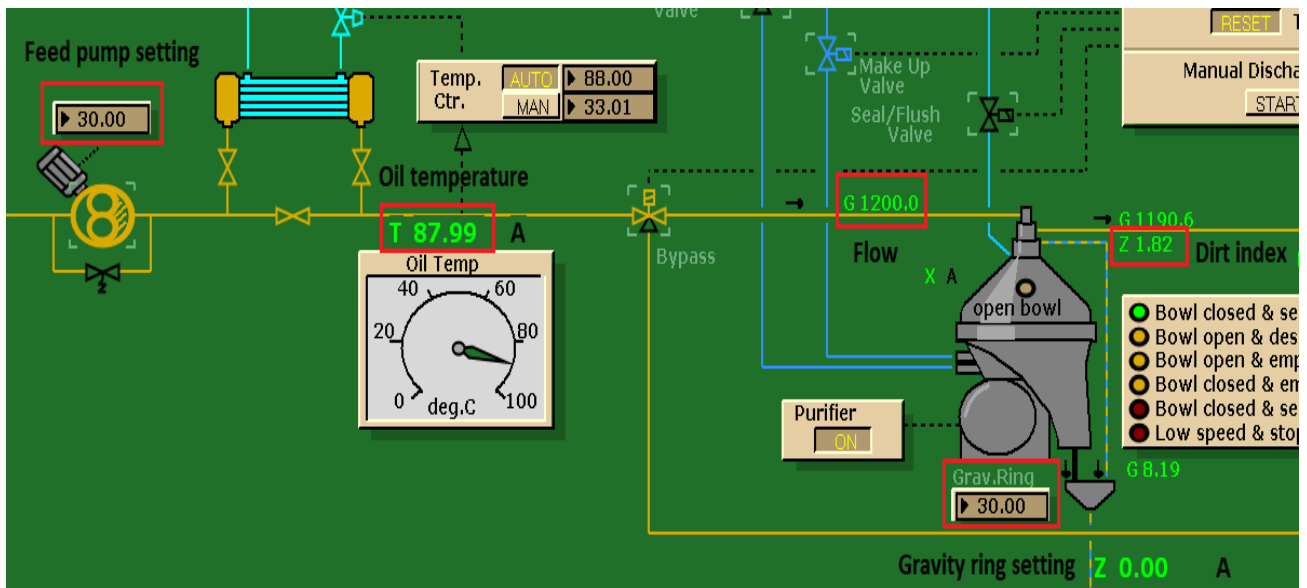 Valve
RESET T
Feed pump setting
Make Up
Valve
Manual Discha
Temp. AUTO 88.00
Ctr. MAN 33.01
START
30.00
Seal/Flush
Valve
Oil temperature
G 1200.0
T 87.99 A
G 1190.6
Bypass
Flow
Z 1.82 Dirt index
Oil Temp
X A
open bowl
0 20 40 60 80 100
deg.C
Bowl closed & se
Bowl open & des
Bowl open & emp
Bowl closed & em
Bowl closed & se
Low speed & stop
Purifier
ON
Grav.Ring
30.00
G 8.19
2
Gravity ring setting Z 0.00 A